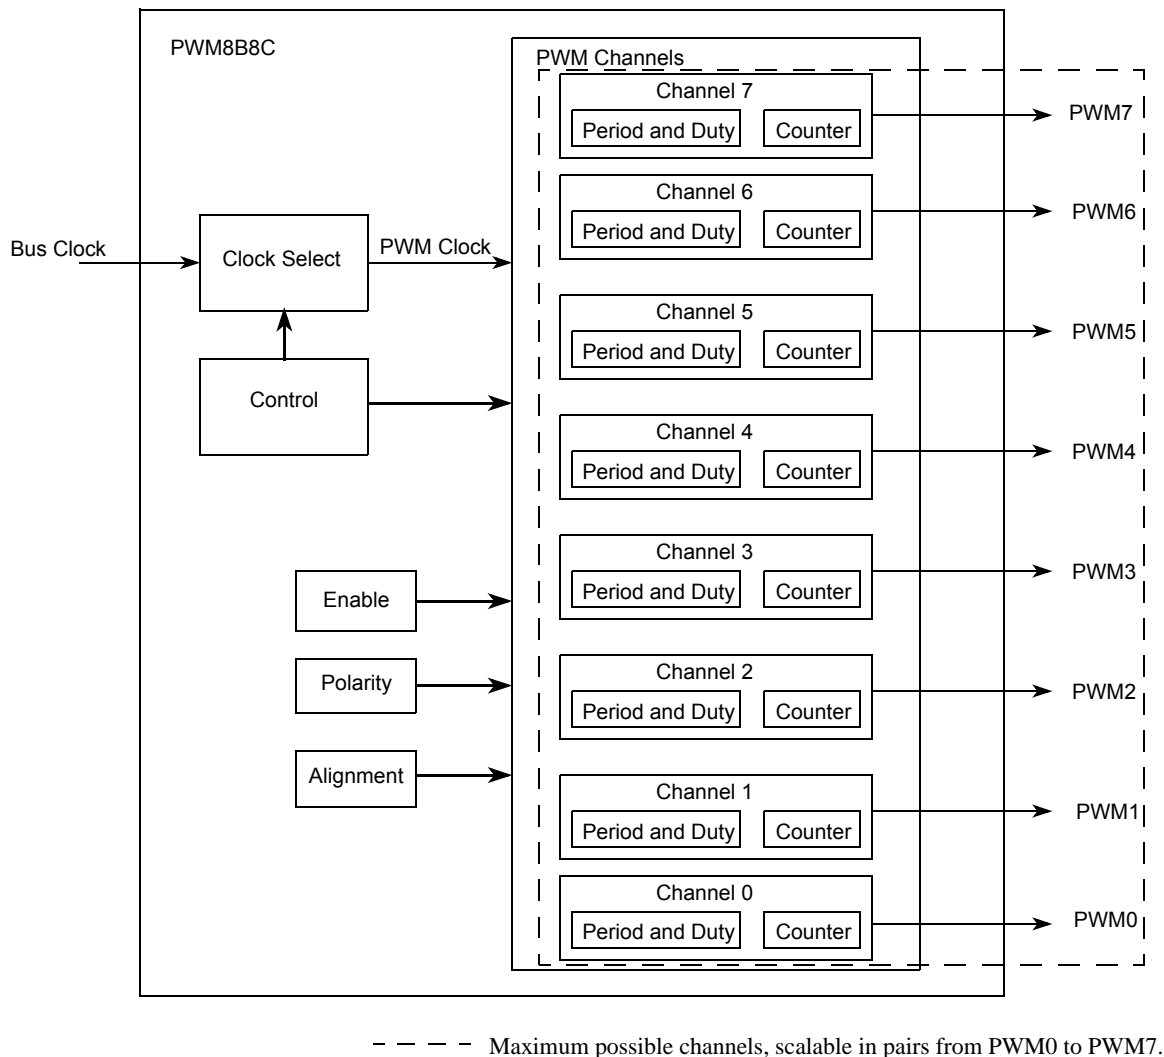 PWM8B8C
PWM Channels
Channel 7
Period and Duty
Counter
PWM7
Channel 6
Period and Duty
Counter
PWM6
Bus Clock
Clock Select
PWM Clock
Channel 5
Period and Duty
Counter
PWM5
Control
Channel 4
Period and Duty
Counter
PWM4
Channel 3
Period and Duty
Counter
PWM3
Enable
Channel 2
Period and Duty
Counter
PWM2
Polarity
Alignment
Channel 1
Period and Duty
Counter
PWM1
Channel 0
Period and Duty
Counter
PWM0
Maximum possible channels, scalable in pairs from PWM0 to PWM7.